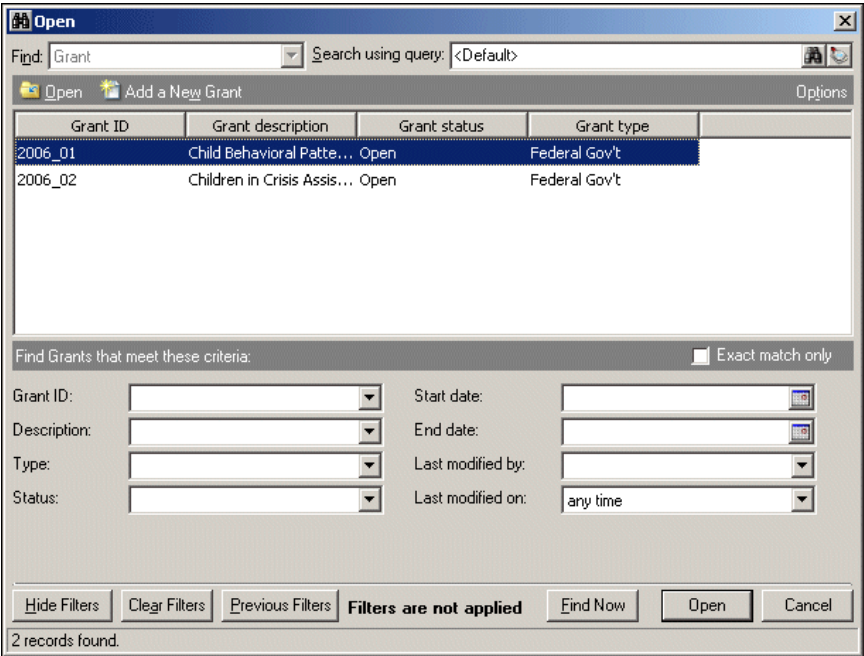 Open
Find: Grant Search using query: <Default>
Open Add a New Grant Options
Grant ID Grant description Grant status Grant type
2006_01 Child Behavioral Patte... Open Federal Gov't
2006_02 Children in Crisis Assis... Open Federal Gov't
Find Grants that meet these criteria: Exact match only
Grant ID: Start date:
Description: End date:
Type: Last modified by:
Status: Last modified on: any time
Hide Filters Clear Filters Previous Filters Filters are not applied Find Now Open Cancel
2 records found.